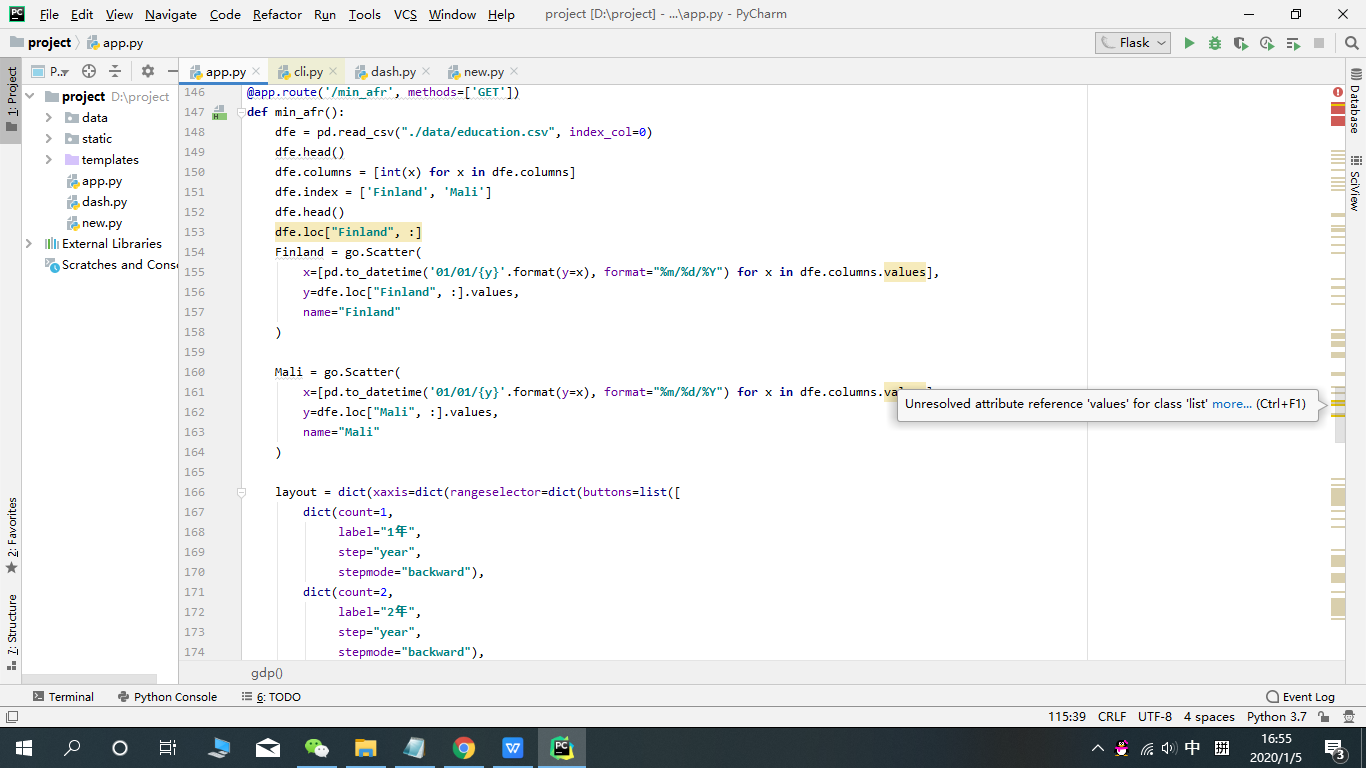 File Edit View Navigate Code Refactor Run Tools VCS Window Help project [D:\project] - ...\app.py - PyCharm
project app.py Flask
P.. app.py cli.py dash.py new.py
1: Project
project D:\project
data
static
templates
app.py
dash.py
new.py
External Libraries
Scratches and Conso
146 @app.route('/min_afr', methods=['GET'])
147 def min_afr():
148 dfe = pd.read_csv("./data/education.csv", index_col=0)
149 dfe.head()
150 dfe.columns = [int(x) for x in dfe.columns]
151 dfe.index = ['Finland', 'Mali']
152 dfe.head()
153 dfe.loc["Finland", :]
154 Finland = go.Scatter(
155 x=[pd.to_datetime('01/01/{y}'.format(y=x), format="%m/%d/%Y") for x in dfe.columns.values],
156 y=dfe.loc["Finland", :].values,
157 name="Finland"
158 )
159
160 Mali = go.Scatter(
161 x=[pd.to_datetime('01/01/{y}'.format(y=x), format="%m/%d/%Y") for x in dfe.columns.
Unresolved attribute reference 'values' for class 'list' more... (Ctrl+F1)
162 y=dfe.loc["Mali", :].values,
163 name="Mali"
164 )
165
166 layout = dict(xaxis=dict(rangeselector=dict(buttons=list([
167 dict(count=1,
168 label="1年",
169 step="year",
170 stepmode="backward"),
171 dict(count=2,
172 label="2年",
173 step="year",
174 stepmode="backward"),
gdp()
Database
SciView
2: Favorites
7: Structure
Terminal Python Console 6: TODO Event Log
115:39 CRLF UTF-8 4 spaces Python 3.7
中 拼 16:55
2020/1/5
3